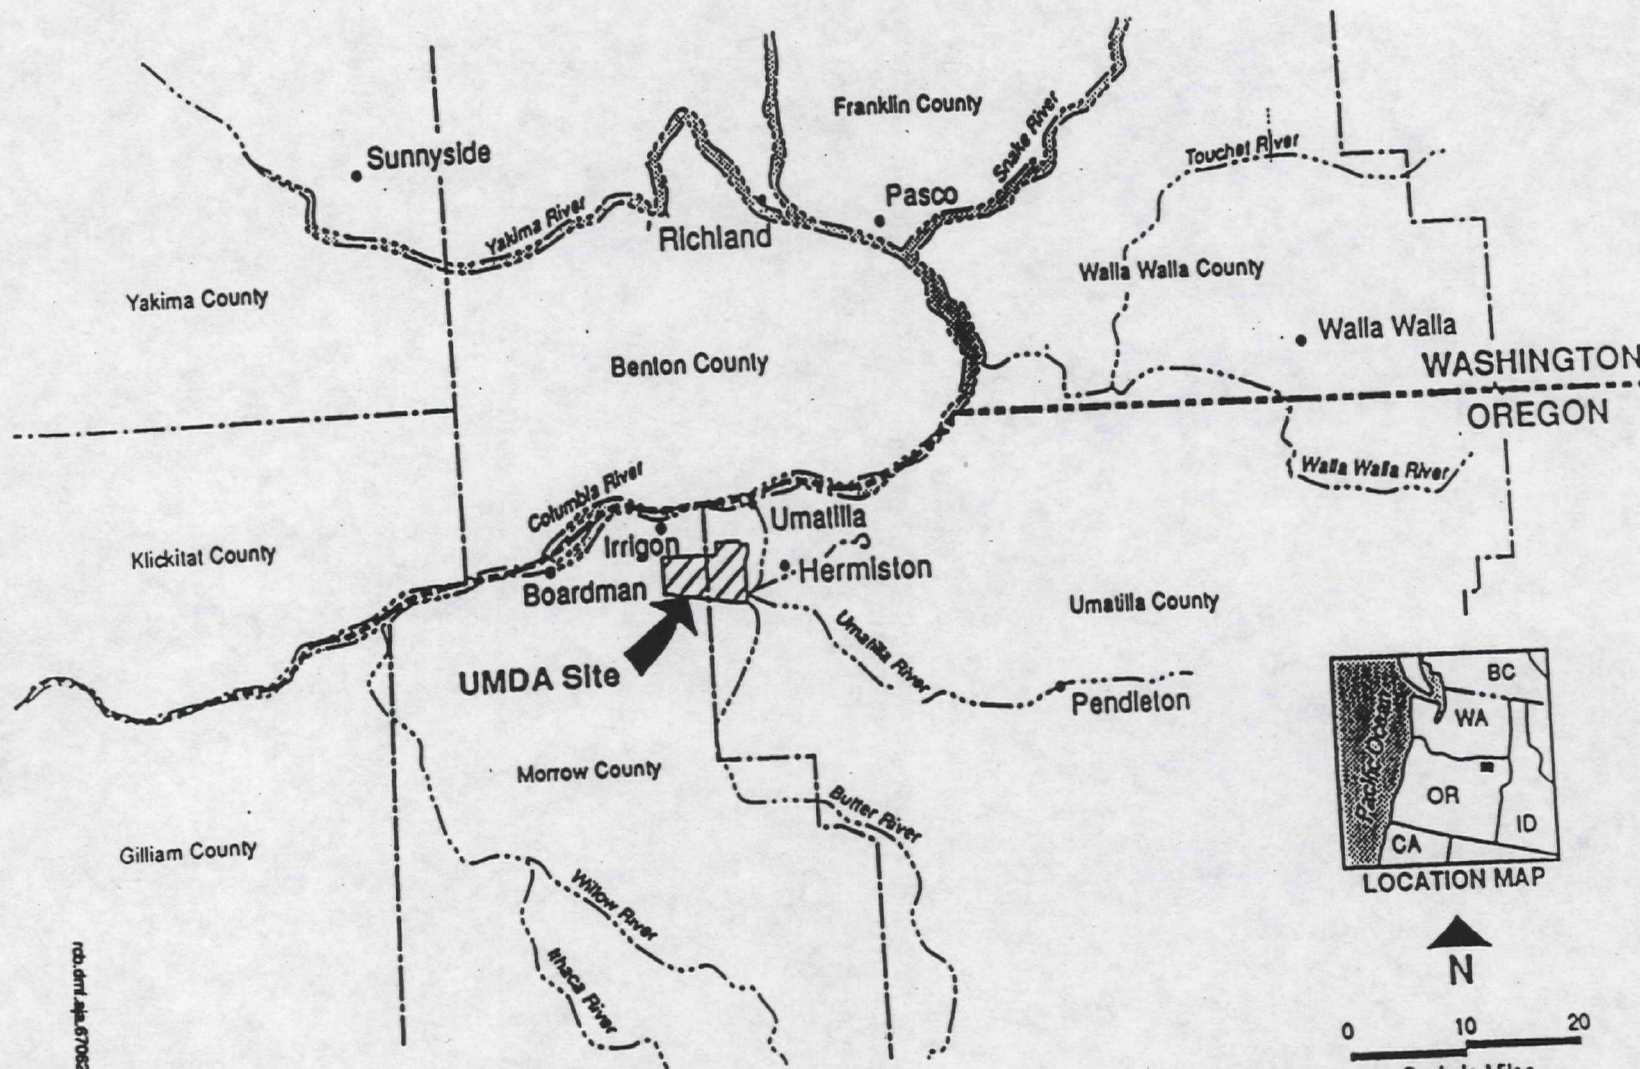 Franklin County
Snake River
Touchet River
Sunnyside
Pasco
Yakima River
Richland
Walla Walla County
Yakima County
Walla Walla
Benton County
WASHINGTON
OREGON
Walla Walla River
Columbia River
Umatilla
Irrigon
Klickitat County
Hermiston
Boardman
Umatilla County
Umatilla River
UMDA Site
Pendleton
BC
WA
Pacific Ocean
Morrow County
OR
Butter River
ID
CA
Gilliam County
LOCATION MAP
Willow River
Ithaca River
N
0 10 20